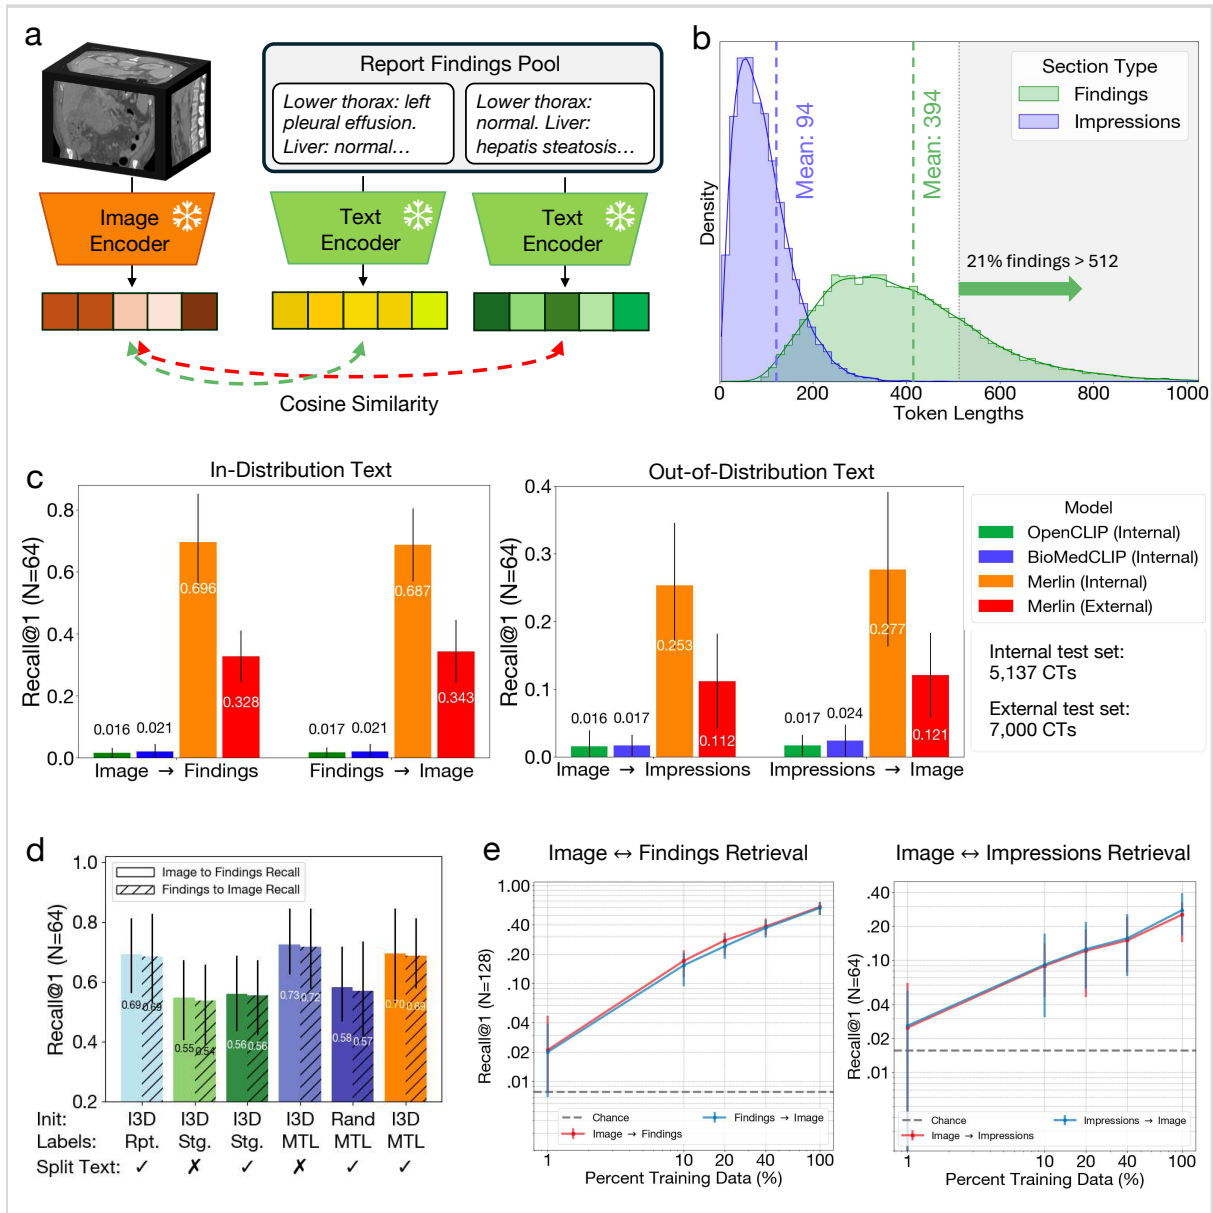 a
Report Findings Pool
Lower thorax: left
pleural effusion.
Liver: normal…
Lower thorax:
normal. Liver:
hepatis steatosis…
Image
Encoder
Text
Encoder
Text
Encoder
Cosine Similarity
b
Density
Mean: 94
Mean: 394
Section Type
Findings
Impressions
21% findings > 512
0 200 400 600 800 1000
Token Lengths
c
In-Distribution Text
Recall@1 (N=64)
0.8
0.6
0.4
0.2
0.0
0.016 0.021 0.696 0.328
0.017 0.021 0.687 0.343
Image → Findings
Findings → Image
Out-of-Distribution Text
Recall@1 (N=64)
0.4
0.3
0.2
0.1
0.0
0.016 0.017 0.253 0.112
0.017 0.024 0.277 0.121
Image → Impressions
Impressions → Image
Model
OpenCLIP (Internal)
BioMedCLIP (Internal)
Merlin (Internal)
Merlin (External)
Internal test set:
5,137 CTs
External test set:
7,000 CTs
d
Recall@1 (N=64)
1.0
0.8
0.6
0.4
0.2
Image to Findings Recall
Findings to Image Recall
0.69 0.69 0.55 0.54 0.56 0.56 0.73 0.72 0.58 0.57 0.70 0.69
Init: I3D I3D I3D I3D Rand I3D
Labels: Rpt. Stg. Stg. MTL MTL MTL
Split Text: ✓ ✗ ✓ ✗ ✓ ✓
e
Image ↔ Findings Retrieval
Recall@1 (N=128)
1.00
.40
.20
.10
.04
.02
.01
Chance
Image → Findings
Findings → Image
1 10 20 40 100
Percent Training Data (%)
Image ↔ Impressions Retrieval
Recall@1 (N=64)
.40
.20
.10
.04
.02
.01
Chance
Image → Impressions
Impressions → Image
1 10 20 40 100
Percent Training Data (%)